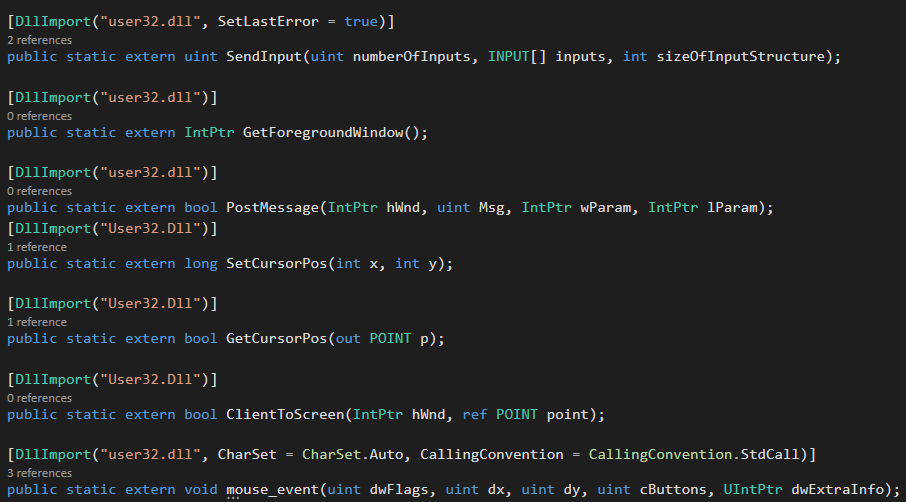 [DllImport("user32.dll", SetLastError = true)]
2 references
public static extern uint SendInput(uint numberOfInputs, INPUT[] inputs, int sizeOfInputStructure);
[DllImport("user32.dll")]
0 references
public static extern IntPtr GetForegroundWindow();
[DllImport("user32.dll")]
0 references
public static extern bool PostMessage(IntPtr hWnd, uint Msg, IntPtr wParam, IntPtr lParam);
[DllImport("User32.Dll")]
1 reference
public static extern long SetCursorPos(int x, int y);
[DllImport("User32.Dll")]
1 reference
public static extern bool GetCursorPos(out POINT p);
[DllImport("User32.Dll")]
0 references
public static extern bool ClientToScreen(IntPtr hWnd, ref POINT point);
[DllImport("user32.dll", CharSet = CharSet.Auto, CallingConvention = CallingConvention.StdCall)]
3 references
public static extern void mouse_event(uint dwFlags, uint dx, uint dy, uint cButtons, UIntPtr dwExtraInfo);